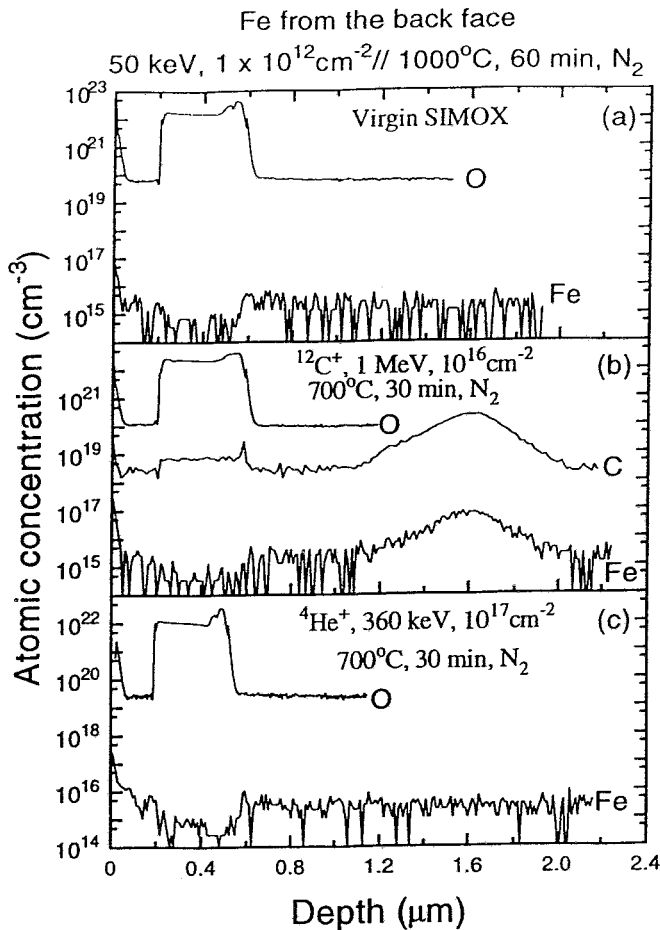 Fe from the back face
50 keV, 1 x 10¹²cm⁻²// 1000°C, 60 min, N₂
Atomic concentration (cm⁻³)
10²³
10²¹
10¹⁹
10¹⁷
10¹⁵
Virgin SIMOX
(a)
O
Fe
10²¹
10¹⁹
10¹⁷
10¹⁵
¹²C⁺, 1 MeV, 10¹⁶cm⁻²
700°C, 30 min, N₂
(b)
O
C
Fe
10²²
10²⁰
10¹⁸
10¹⁶
10¹⁴
⁴He⁺, 360 keV, 10¹⁷cm⁻²
700°C, 30 min, N₂
(c)
O
Fe
0 0.4 0.8 1.2 1.6 2.0 2.4
Depth (μm)